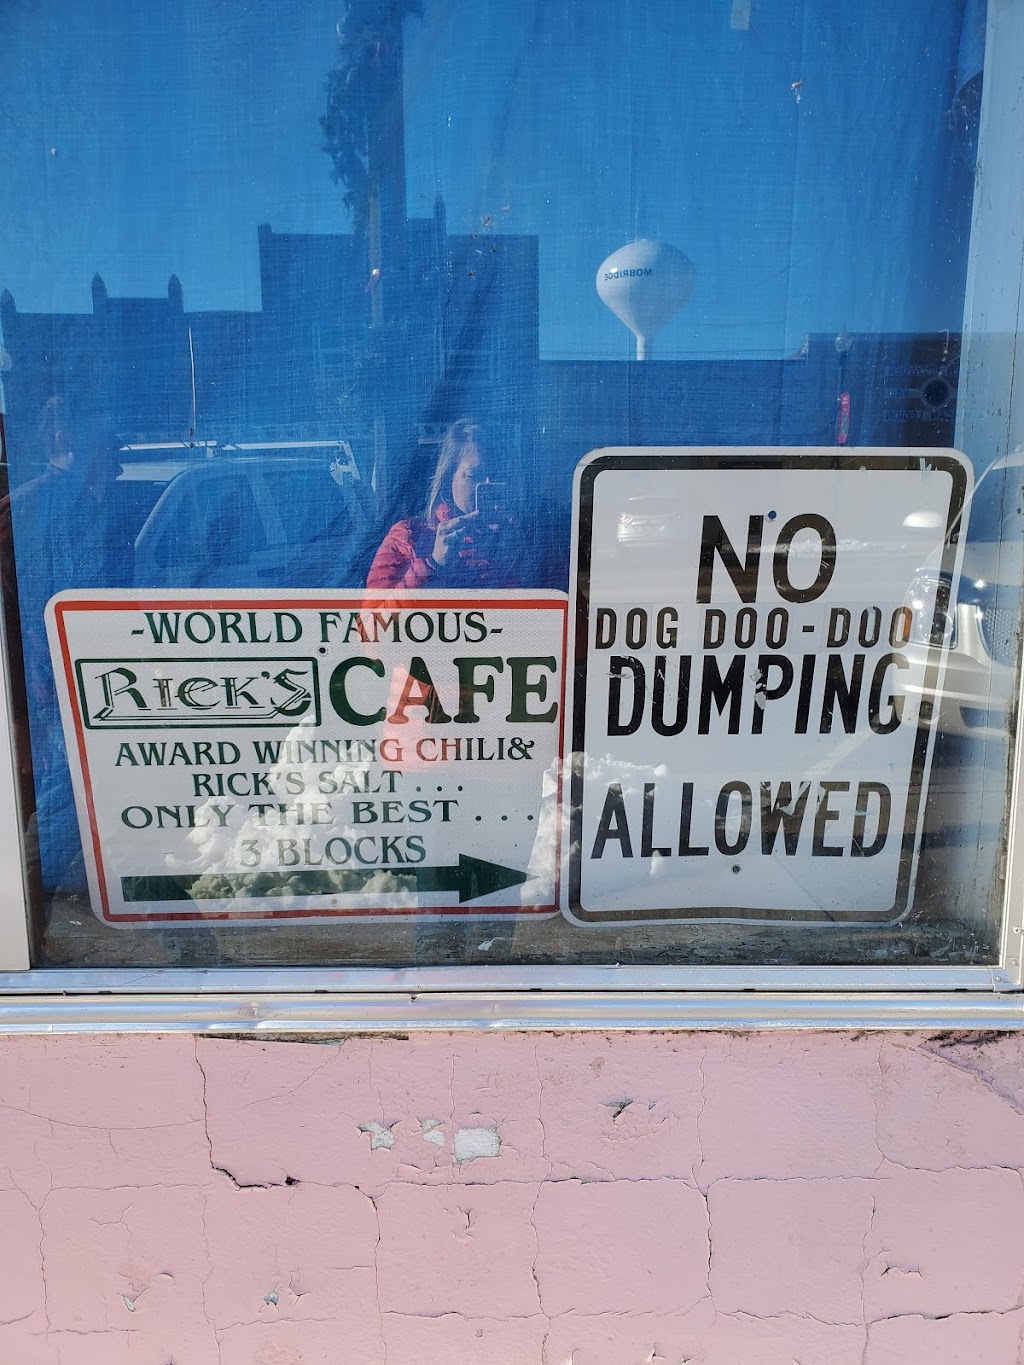 MOBRIDGE
-WORLD FAMOUS-
RICK'S CAFE
AWARD WINNING CHILI&
RICK'S SALT . . .
ONLY THE BEST . . . .
3 BLOCKS
NO
DOG DOO-DOO
DUMPING
ALLOWED